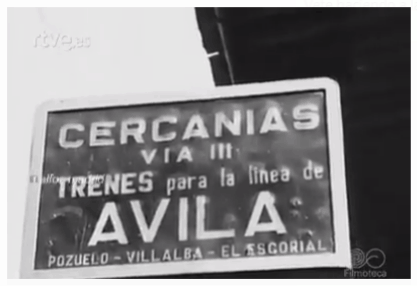 rtve.es
CERCANIAS
VIA III
TRENES para la linea de
AVILA
POZUELO - VILLALBA - EL ESCORIAL
Filmoteca